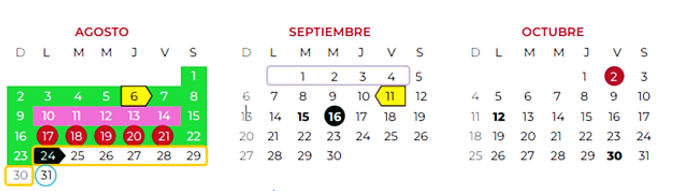 AGOSTO
D L M M J V S
1
2 3 4 5 6 7 8
9 10 11 12 13 14 15
16 17 18 19 20 21 22
23 24 25 26 27 28 29
30 31
SEPTIEMBRE
D L M M J V S
1 2 3 4 5
6 7 8 9 10 11 12
13 14 15 16 17 18 19
20 21 22 23 24 25 26
27 28 29 30
OCTUBRE
D L M M J V S
1 2 3
4 5 6 7 8 9 10
11 12 13 14 15 16 17
18 19 20 21 22 23 24
25 26 27 28 29 30 31